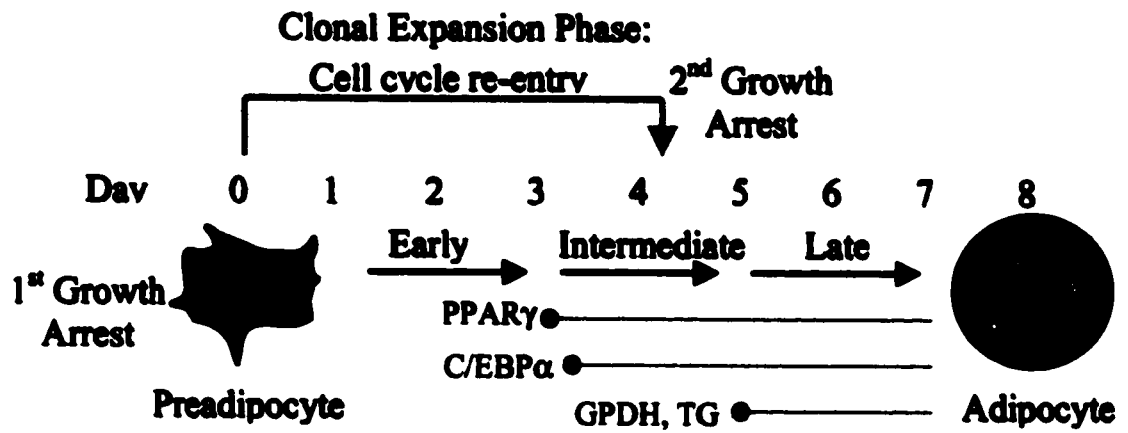 Clonal Expansion Phase:
Cell cycle re-entry
2nd Growth
Arrest
Day 0 1 2 3 4 5 6 7 8
Early Intermediate Late
1st Growth
Arrest
PPARγ
C/EBPα
GPDH, TG
Preadipocyte
Adipocyte